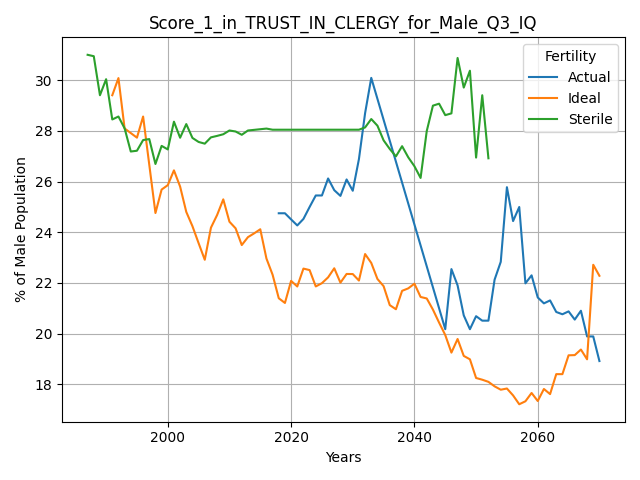 Score_1_in_TRUST_IN_CLERGY_for_Male_Q3_IQ
Fertility
Actual
Ideal
Sterile
% of Male Population
30
28
26
24
22
20
18
2000
2020
2040
2060
Years